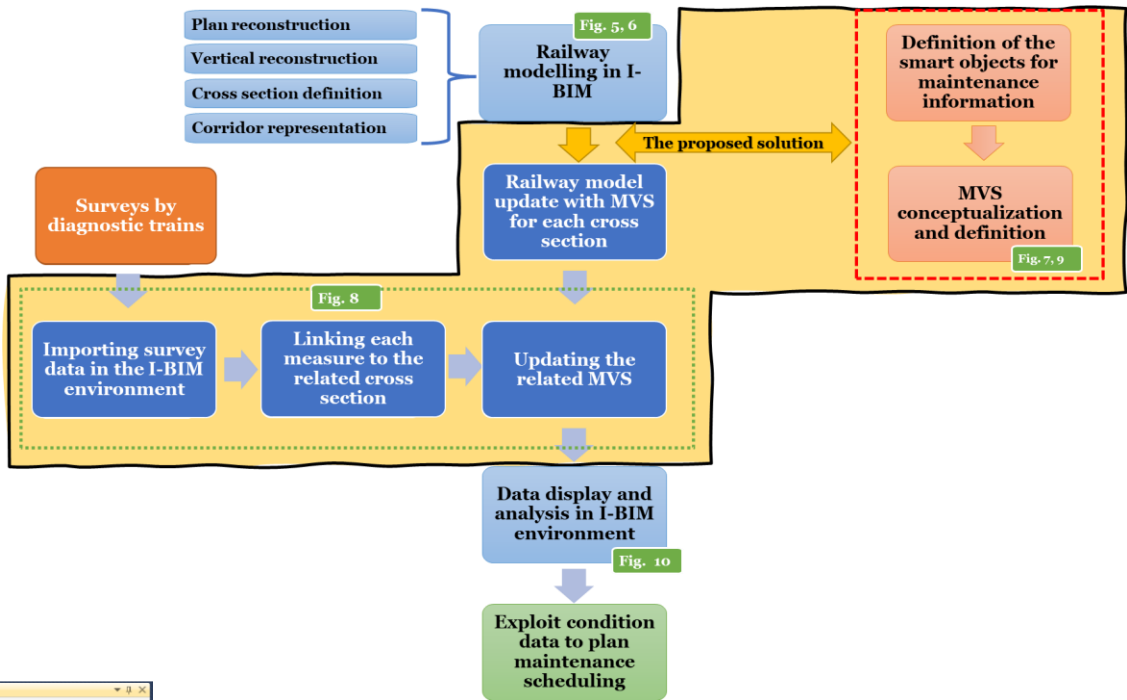 Plan reconstruction
Vertical reconstruction
Cross section definition
Corridor representation
Fig. 5, 6
Railway
modelling in I-
BIM
Definition of the
smart objects for
maintenance
information
The proposed solution
MVS
conceptualization
and definition
Fig. 7, 9
Surveys by
diagnostic trains
Railway model
update with MVS
for each cross
section
Fig. 8
Importing survey
data in the I-BIM
environment
Linking each
measure to the
related cross
section
Updating the
related MVS
Data display and
analysis in I-BIM
environment
Fig. 10
Exploit condition
data to plan
maintenance
scheduling